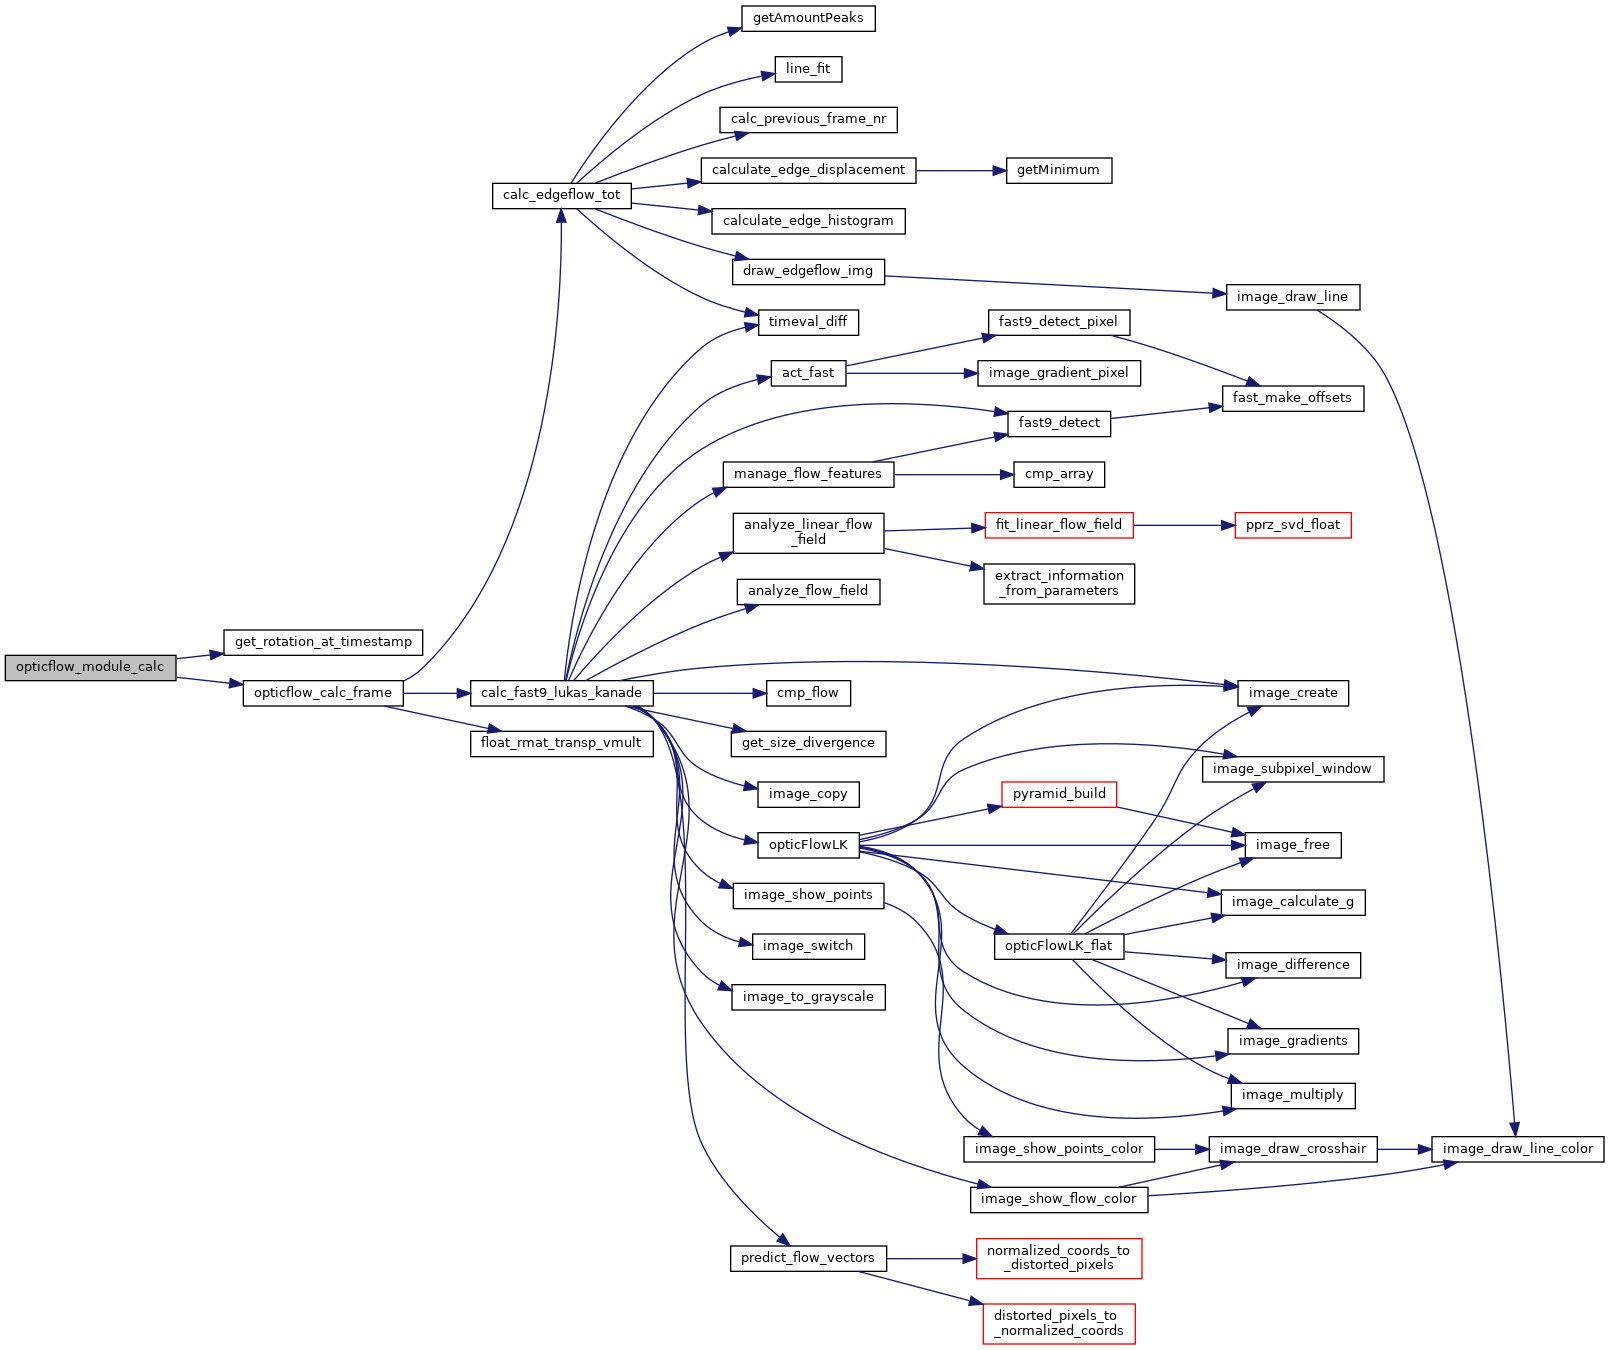 getAmountPeaks
line_fit
calc_previous_frame_nr
calculate_edge_displacement
getMinimum
calc_edgeflow_tot
calculate_edge_histogram
draw_edgeflow_img
image_draw_line
timeval_diff
fast9_detect_pixel
act_fast
image_gradient_pixel
fast_make_offsets
fast9_detect
manage_flow_features
cmp_array
analyze_linear_flow
_field
fit_linear_flow_field
pprz_svd_float
extract_information
_from_parameters
analyze_flow_field
get_rotation_at_timestamp
opticflow_module_calc
opticflow_calc_frame
calc_fast9_lukas_kanade
cmp_flow
image_create
float_rmat_transp_vmult
get_size_divergence
image_subpixel_window
image_copy
pyramid_build
opticFlowLK
image_free
image_show_points
image_calculate_g
image_switch
opticFlowLK_flat
image_difference
image_to_grayscale
image_gradients
image_multiply
image_show_points_color
image_draw_crosshair
image_draw_line_color
image_show_flow_color
predict_flow_vectors
normalized_coords_to
_distorted_pixels
distorted_pixels_to
_normalized_coords